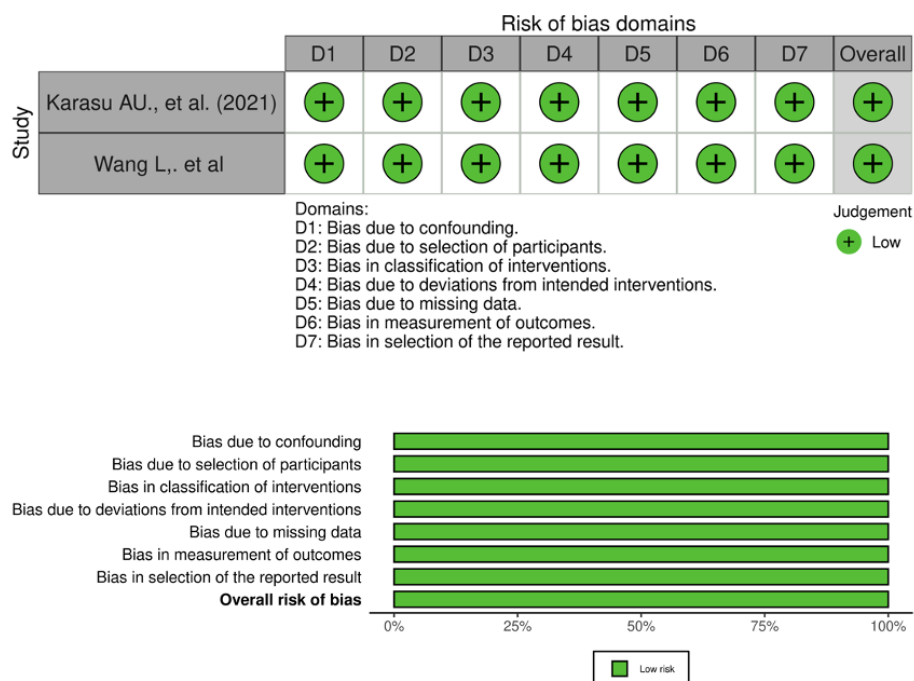 Risk of bias domains
D1 D2 D3 D4 D5 D6 D7 Overall
Study
Karasu AU., et al. (2021) + + + + + + + +
Wang L,. et al + + + + + + + +
Domains:
D1: Bias due to confounding.
D2: Bias due to selection of participants.
D3: Bias in classification of interventions.
D4: Bias due to deviations from intended interventions.
D5: Bias due to missing data.
D6: Bias in measurement of outcomes.
D7: Bias in selection of the reported result.
Judgement
+ Low
Bias due to confounding
Bias due to selection of participants
Bias in classification of interventions
Bias due to deviations from intended interventions
Bias due to missing data
Bias in measurement of outcomes
Bias in selection of the reported result
Overall risk of bias
0% 25% 50% 75% 100%
Low risk